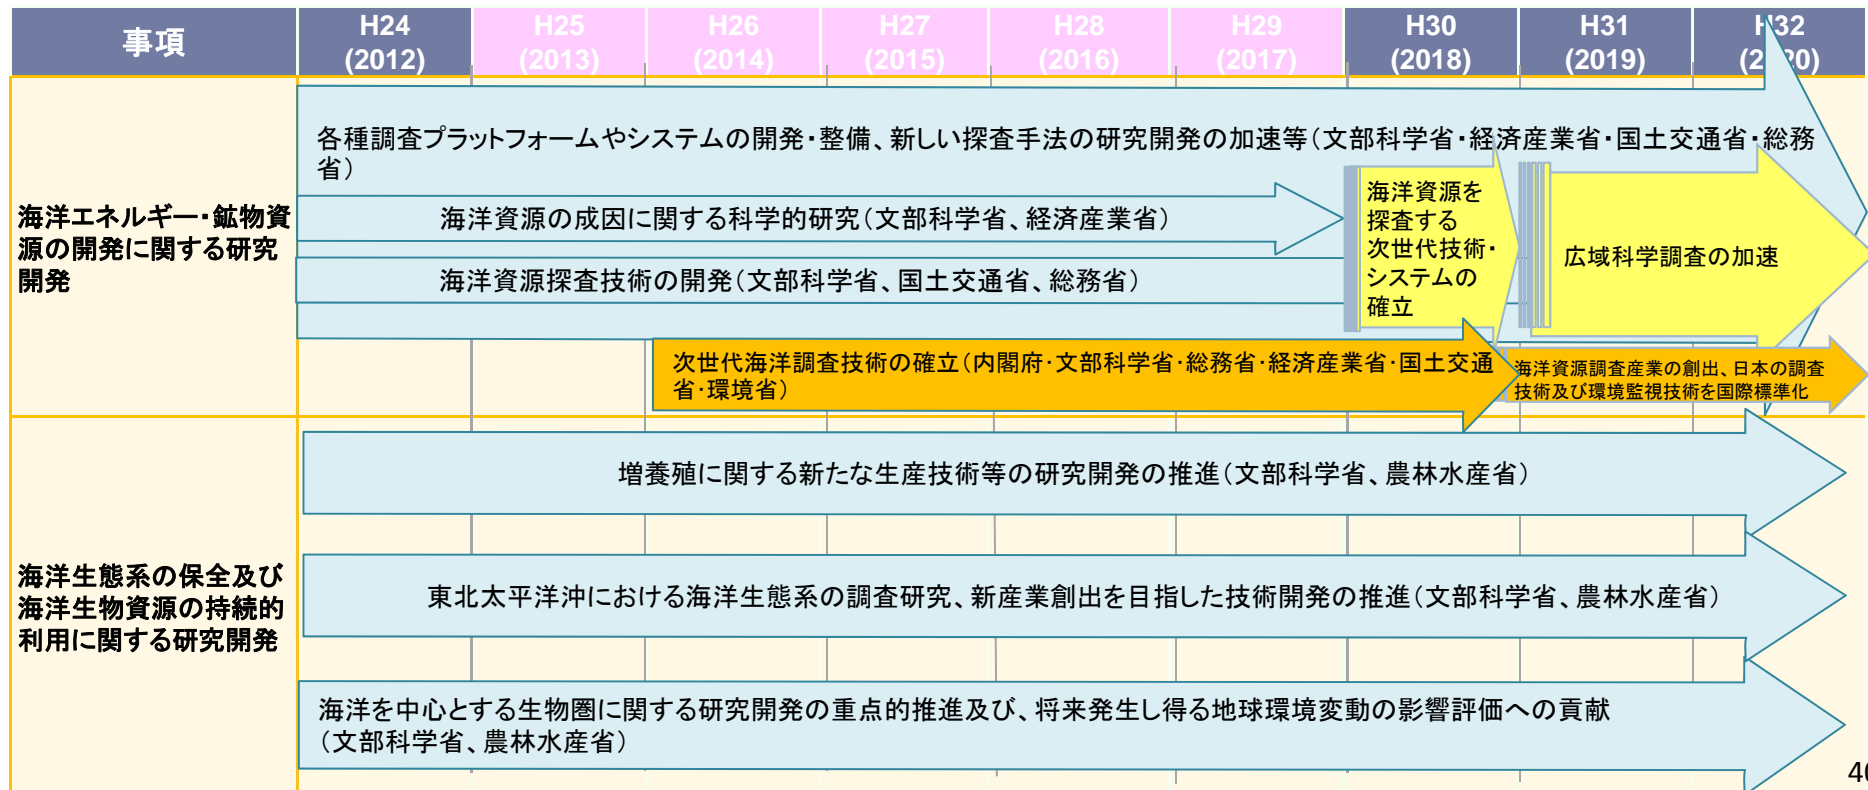 事項
H24
(2012)
H25
(2013)
H26
(2014)
H27
(2015)
H28
(2016)
H29
(2017)
H30
(2018)
H31
(2019)
H32
(2020)
海洋エネルギー・鉱物資
源の開発に関する研究
開発
各種調査プラットフォームやシステムの開発・整備、新しい探査手法の研究開発の加速等（文部科学省・経済産業省・国土交通省・総務
省）
海洋資源の成因に関する科学的研究（文部科学省、経済産業省）
海洋資源探査技術の開発（文部科学省、国土交通省、総務省）
海洋資源を
探査する
次世代技術・
システムの
確立
広域科学調査の加速
次世代海洋調査技術の確立（内閣府・文部科学省・総務省・経済産業省・国土交通
省・環境省）
海洋資源調査産業の創出、日本の調査
技術及び環境監視技術を国際標準化
海洋生態系の保全及び
海洋生物資源の持続的
利用に関する研究開発
増養殖に関する新たな生産技術等の研究開発の推進（文部科学省、農林水産省）
東北太平洋沖における海洋生態系の調査研究、新産業創出を目指した技術開発の推進（文部科学省、農林水産省）
海洋を中心とする生物圏に関する研究開発の重点的推進及び、将来発生し得る地球環境変動の影響評価への貢献
（文部科学省、農林水産省）